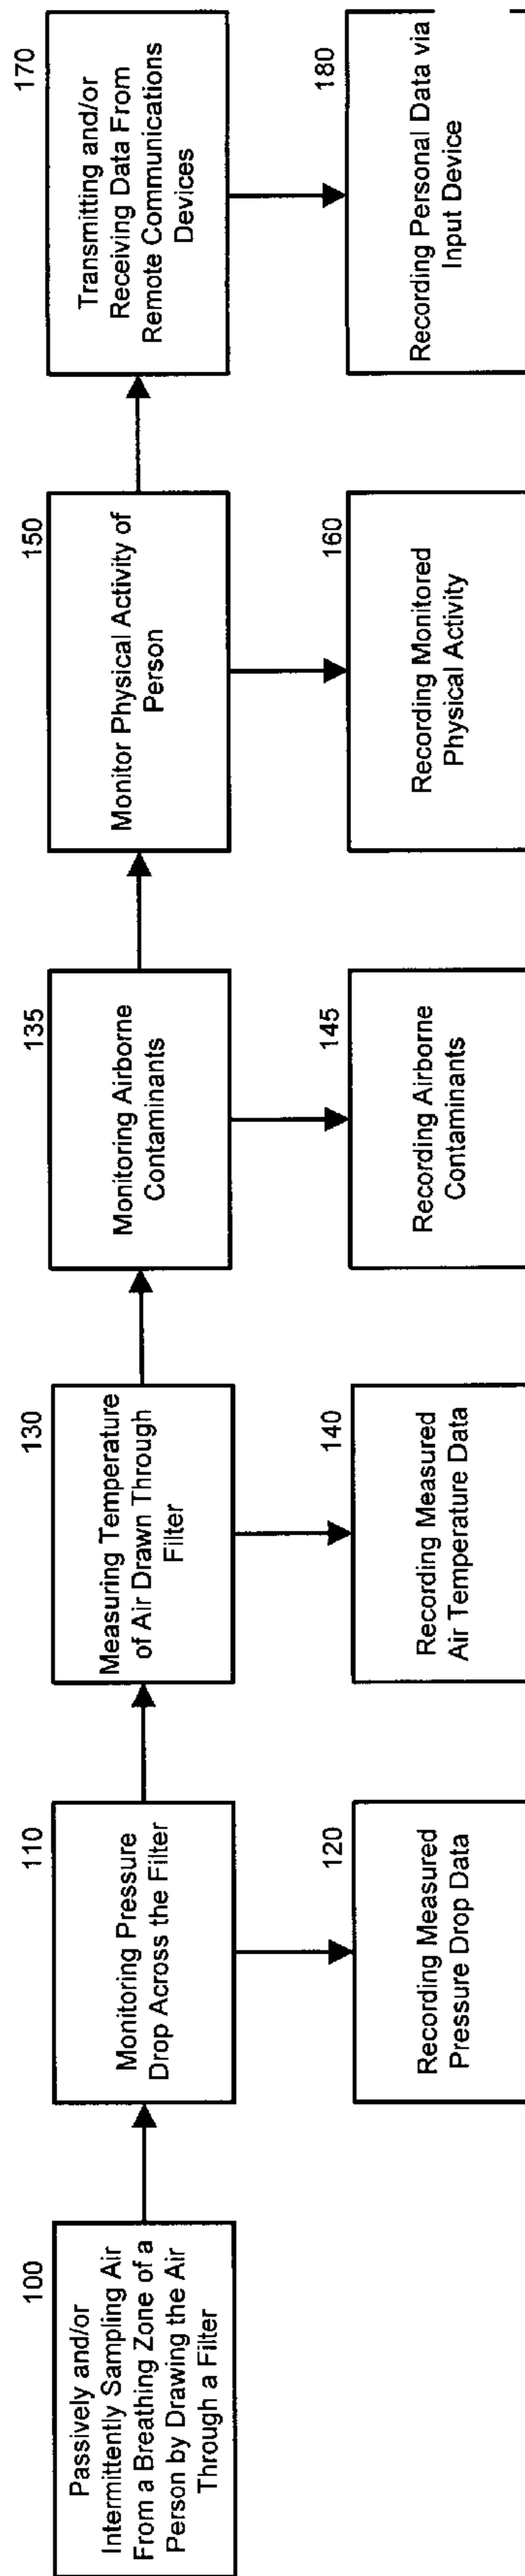 100
Passively and/or
Intermittently Sampling Air
From a Breathing Zone of a
Person by Drawing the Air
Through a Filter
110
Monitoring Pressure
Drop Across the Filter
120
Recording Measured
Pressure Drop Data
130
Measuring Temperature
of Air Drawn Through
Filter
140
Recording Measured
Air Temperature Data
135
Monitoring Airborne
Contaminants
145
Recording Airborne
Contaminants
150
Monitor Physical Activity of
Person
160
Recording Monitored
Physical Activity
170
Transmitting and/or
Receiving Data From
Remote Communications
Devices
180
Recording Personal Data via
Input Device